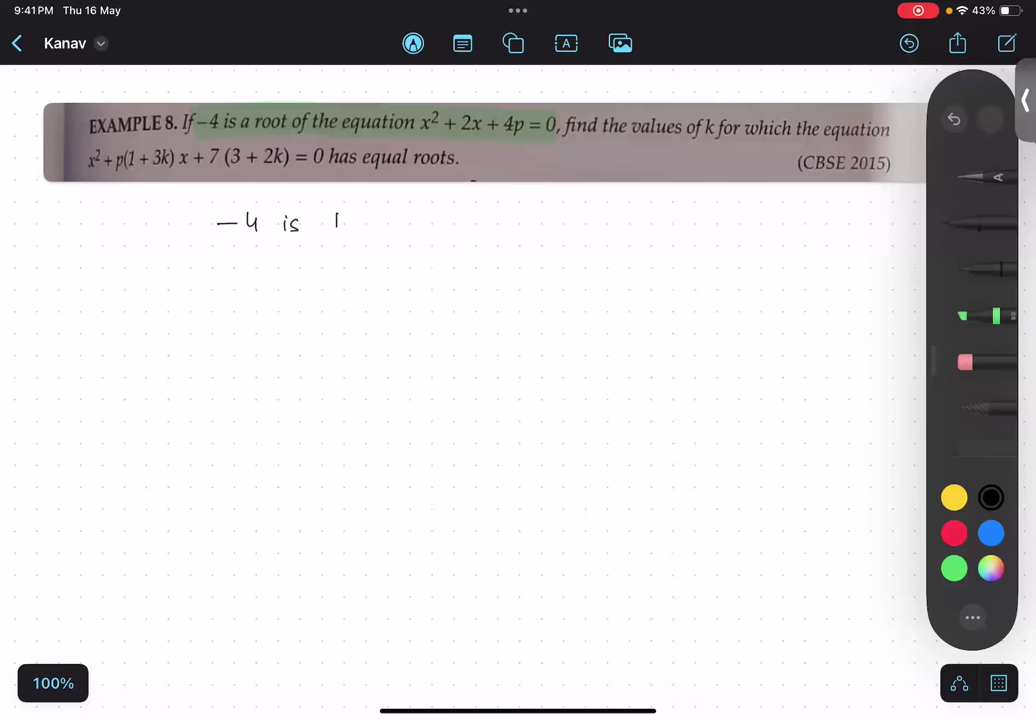 9:41 PM Thu 16 May
43%
Kanav
A
EXAMPLE 8. If −4 is a root of the equation x² + 2x + 4p = 0, find the values of k for which the equation
x² + p(1 + 3k) x + 7 (3 + 2k) = 0 has equal roots. (CBSE 2015)
−4 is
A
80
100%